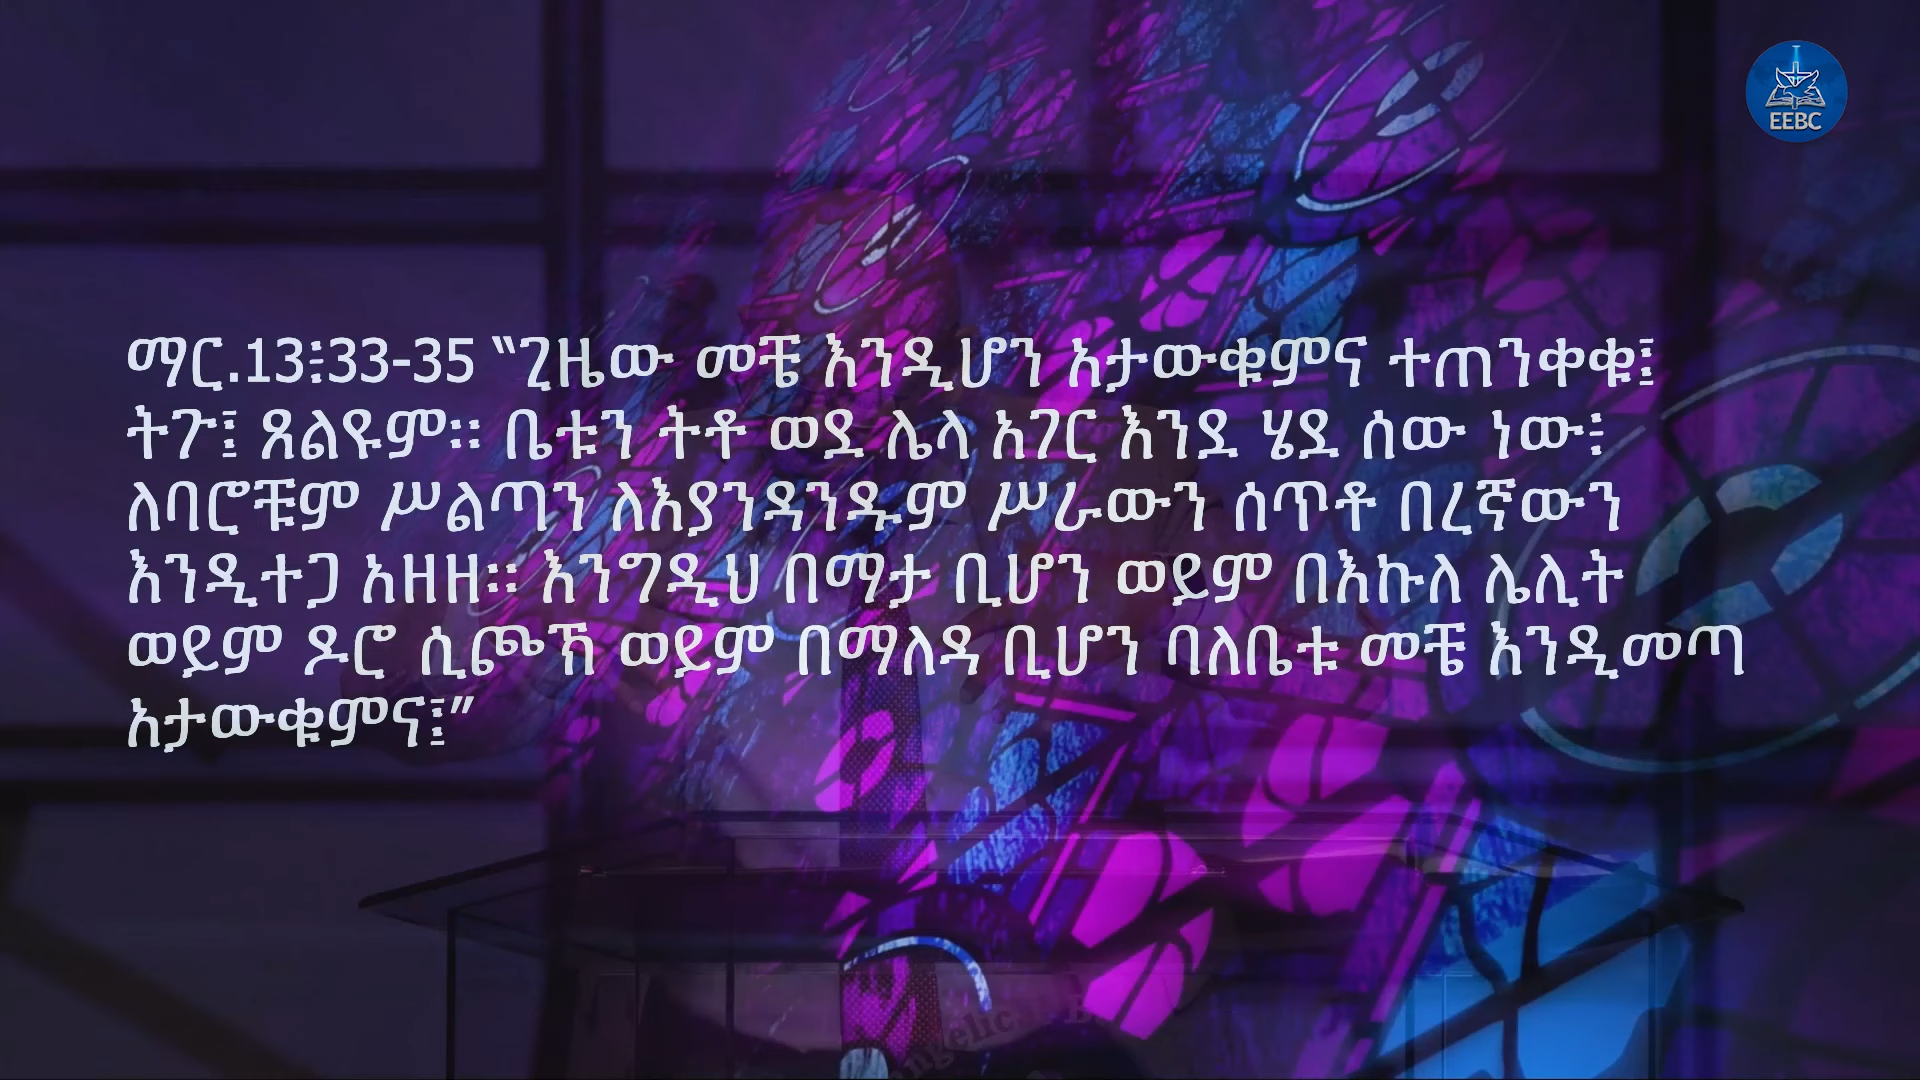 EEBC
ማር.13፥33-35 “ጊዜው መቼ እንዲሆን አታውቁምና ተጠንቀቁ፤
ትጉ፤ ጸልዩም። ቤቱን ትቶ ወደ ሌላ አገር እንደ ሄደ ሰው ነው፥
ለባሮቹም ሥልጣን ለእያንዳንዱም ሥራውን ሰጥቶ በረኛውን
እንዲተጋ አዘዘ። እንግዲህ በማታ ቢሆን ወይም በእኩለ ሌሊት
ወይም ዶሮ ሲጮኽ ወይም በማለዳ ቢሆን ባለቤቱ መቼ እንዲመጣ
አታውቁምና፤”